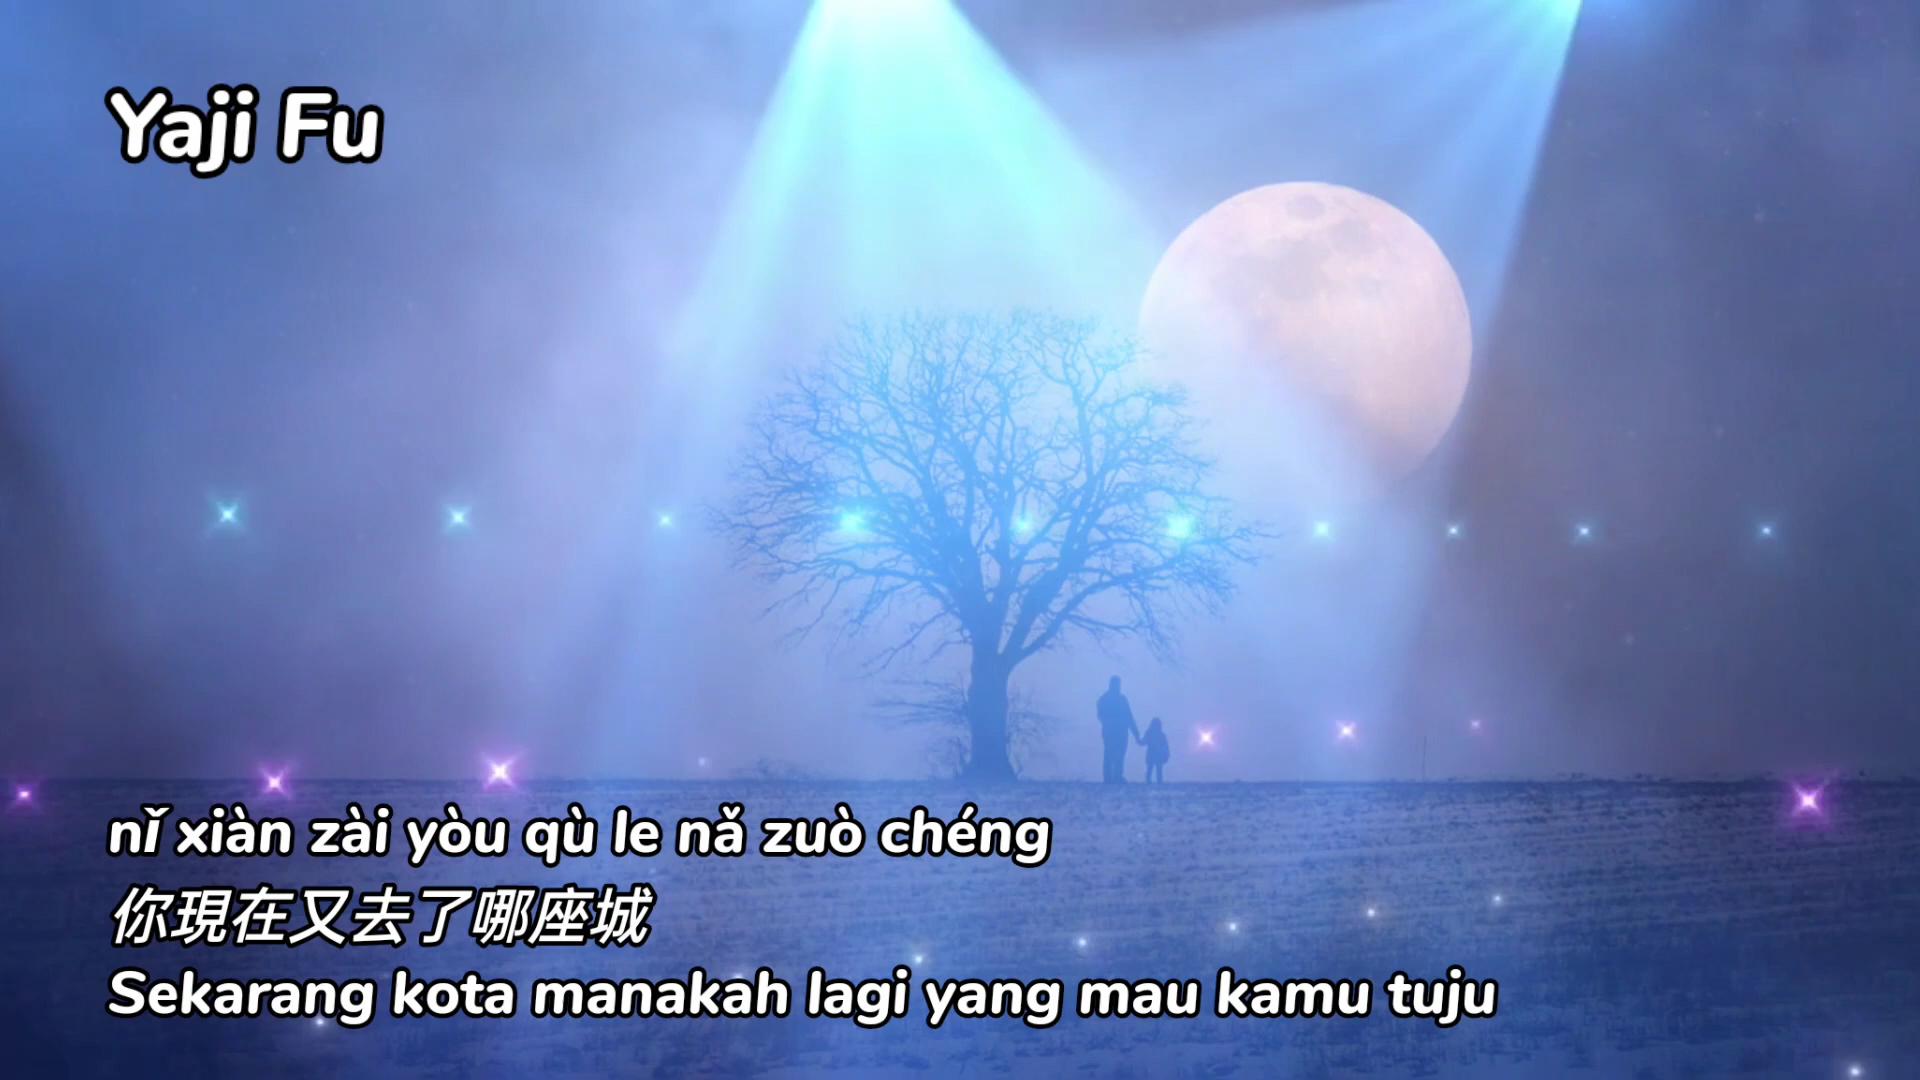 Yaji Fu
nǐ xiàn zài yòu qù le nǎ zuò chéng
你現在又去了哪座城
Sekarang kota manakah lagi yang mau kamu tuju